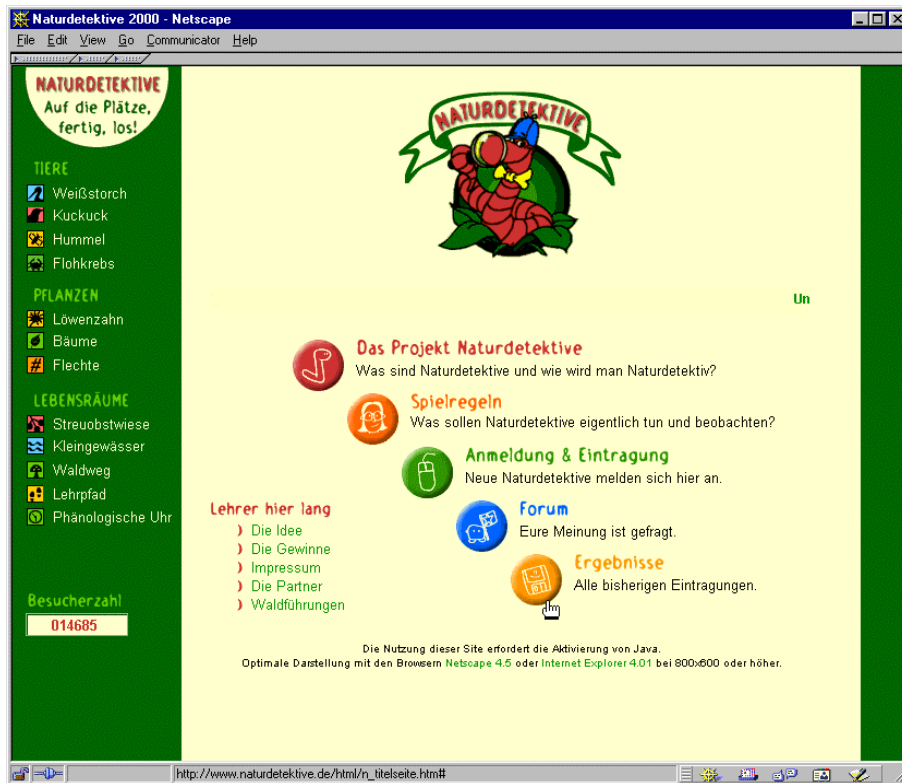 Naturdetektive 2000 - Netscape
File Edit View Go Communicator Help
NATURDETEKTIVE
Auf die Plätze,
fertig, los!
TIERE
Weißstorch
Kuckuck
Hummel
Flohkrebs
PFLANZEN
Löwenzahn
Bäume
Flechte
LEBENSRÄUME
Streuobstwiese
Kleingewässer
Waldweg
Lehrpfad
Phänologische Uhr
Besucherzahl
014685
NATURDETEKTIVE
Un
Das Projekt Naturdetektive
Was sind Naturdetektive und wie wird man Naturdetektiv?
Spielregeln
Was sollen Naturdetektive eigentlich tun und beobachten?
Anmeldung & Eintragung
Neue Naturdetektive melden sich hier an.
Forum
Eure Meinung ist gefragt.
Ergebnisse
Alle bisherigen Eintragungen.
Lehrer hier lang
Die Idee
Die Gewinne
Impressum
Die Partner
Waldführungen
Die Nutzung dieser Site erfordert die Aktivierung von Java.
Optimale Darstellung mit den Browsern Netscape 4.5 oder Internet Explorer 4.01 bei 800x600 oder höher.
http://www.naturdetektive.de/html/n_titelseite.htm#